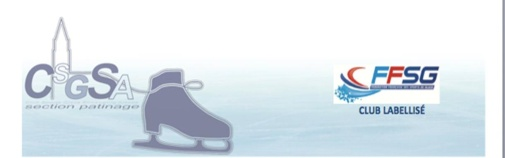 CSGSA
section patinage
FFSG
CLUB LABELLISÉ